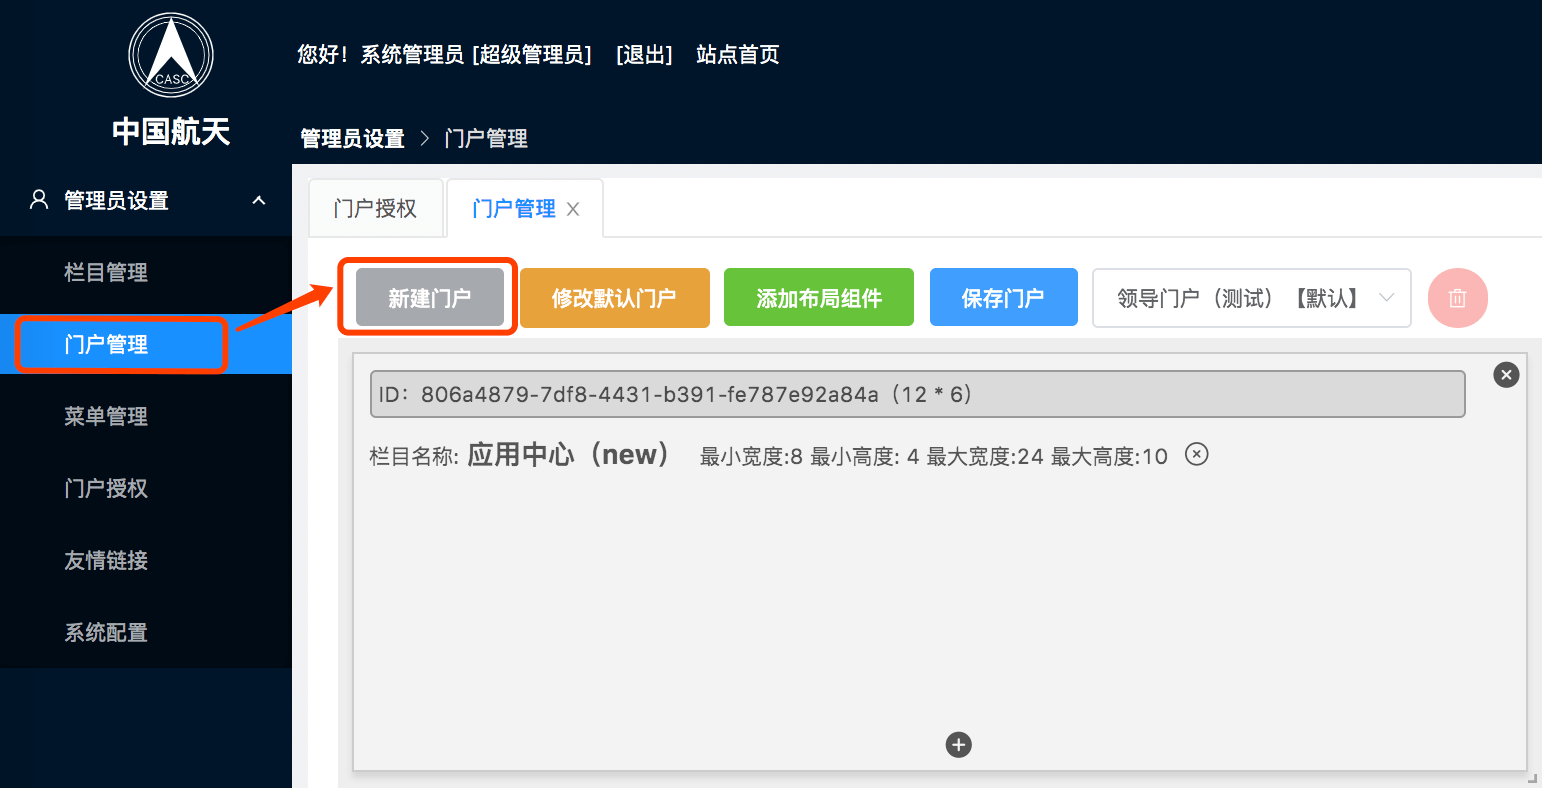 CASC
中国航天
您好！系统管理员 [超级管理员] [退出] 站点首页
管理员设置 > 门户管理
管理员设置
栏目管理
门户管理
菜单管理
门户授权
友情链接
系统配置
门户授权 门户管理
新建门户 修改默认门户 添加布局组件 保存门户 领导门户（测试）【默认】
ID：806a4879-7df8-4431-b391-fe787e92a84a（12 * 6）
栏目名称: 应用中心（new） 最小宽度:8 最小高度: 4 最大宽度:24 最大高度:10